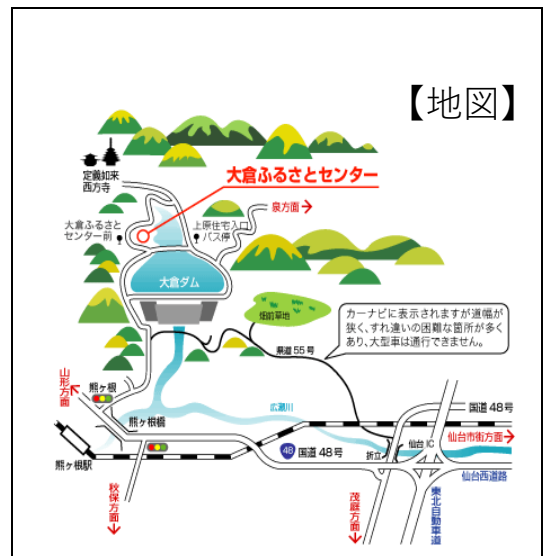 【地図】
定義如来
西方寺
大倉ふるさとセンター
泉方面
大倉ふるさと
センター前
上原住宅入口
バス停
大倉ダム
畑前草地
カーナビに表示されますが道幅が
狭く、すれ違いの困難な箇所が多く
あり、大型車は通行できません。
県道55号
山形方面
熊ヶ根
熊ヶ根橋
広瀬川
国道48号
仙台市街方面
熊ヶ根駅
48
国道48号
折立
仙台IC
仙台西道路
秋保方面
茂庭方面
東北自動車道